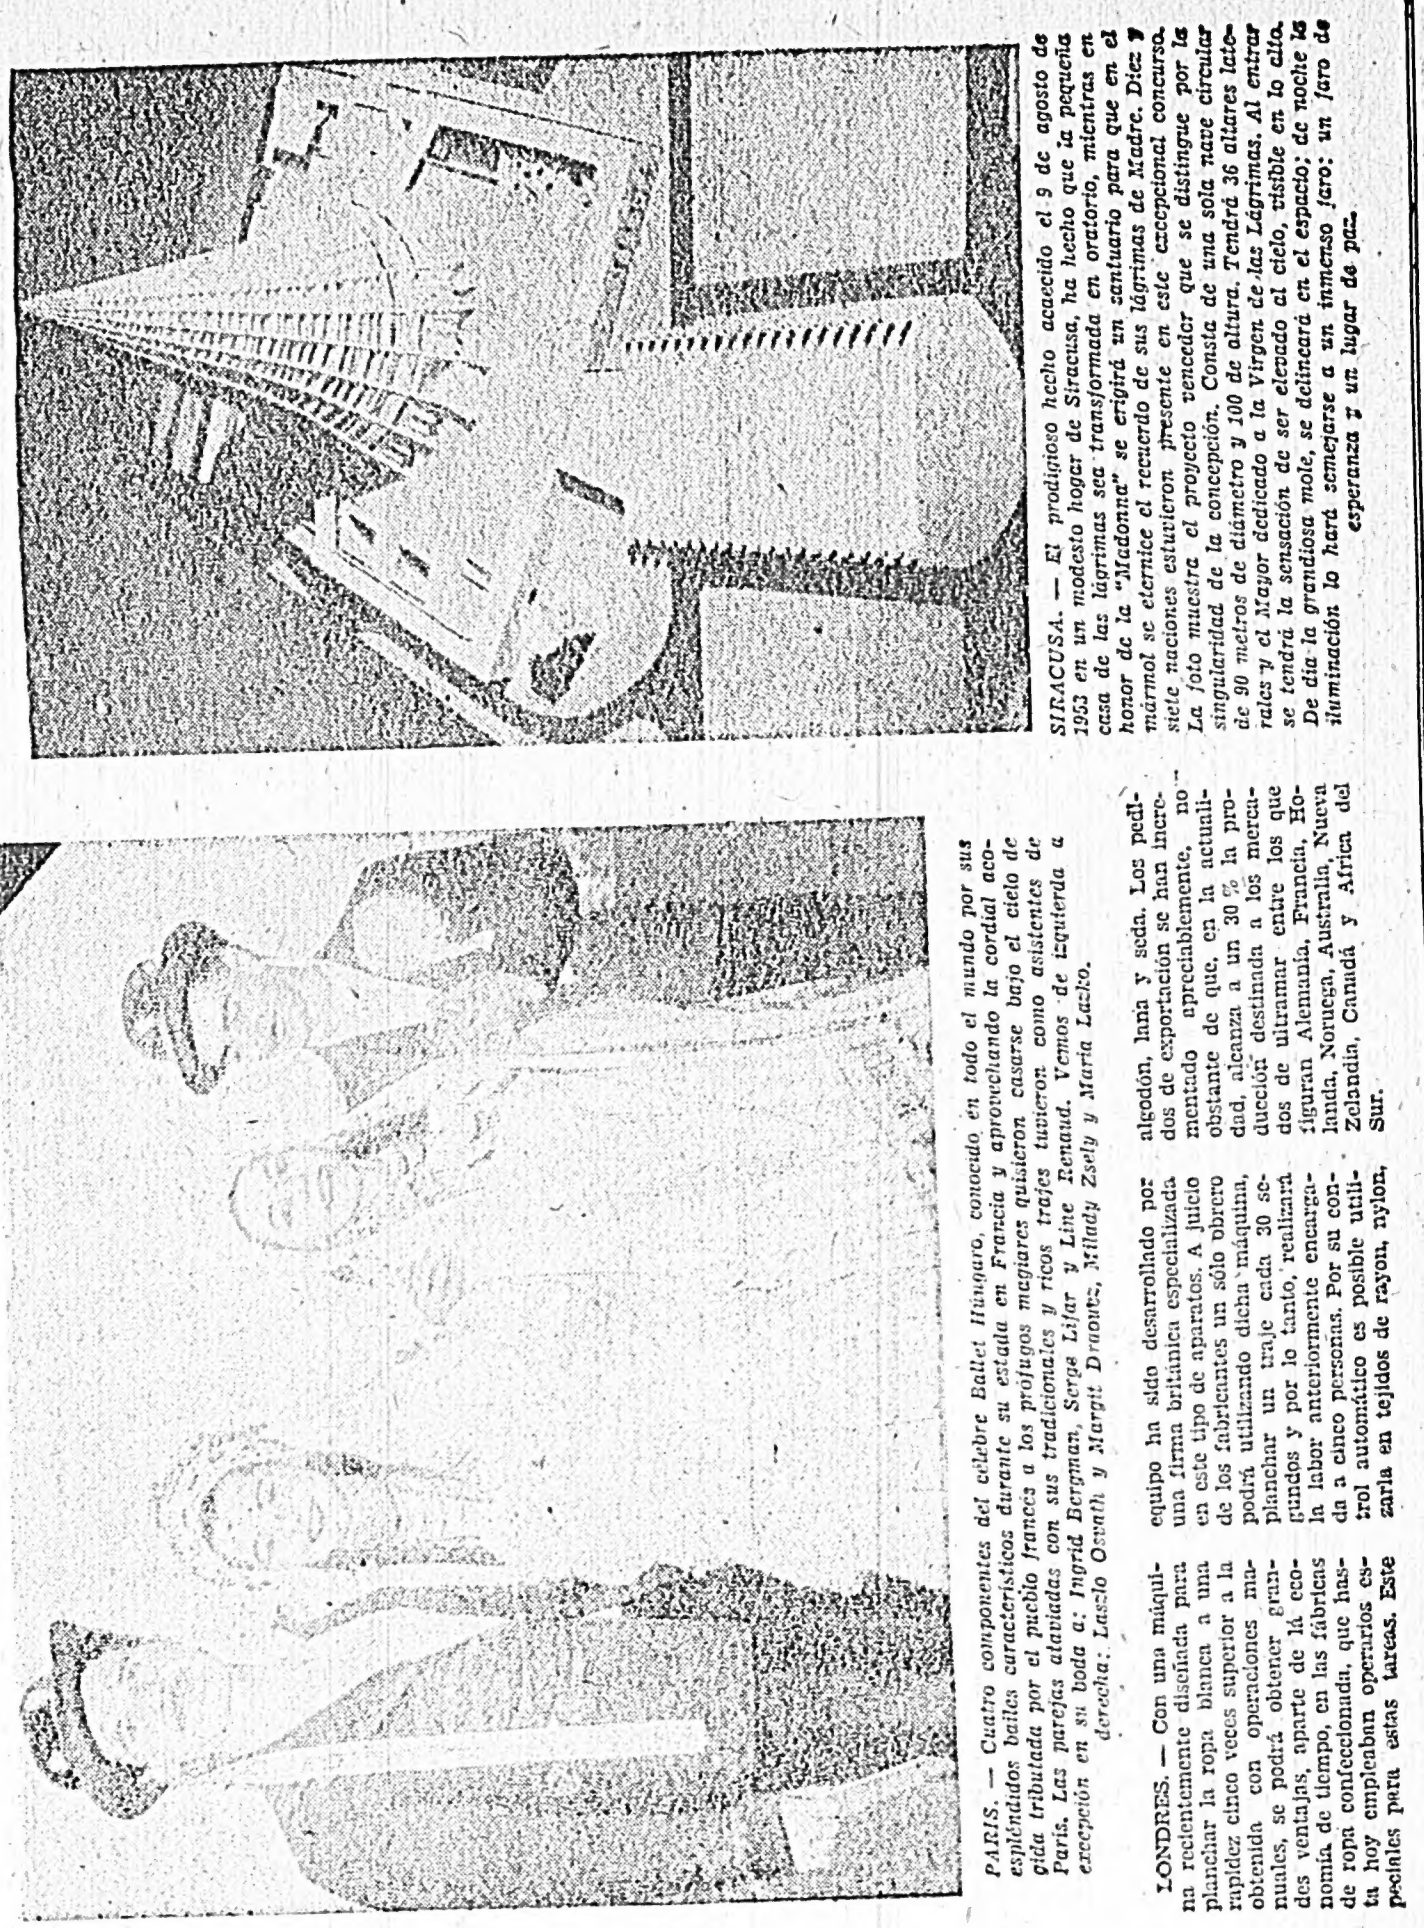 PARIS. — Cuatro componentes del célebre Ballet Húngaro, conocido en todo el mundo por sus
espléndidos bailes característicos durante su estada en Francia y aprovechando la cordial aco-
gida tributada por el pueblo francés a los prófugos magiares quisieron casarse bajo el cielo de
París. Las parejas ataviadas con sus tradicionales y ricos trajes tuvieron como asistentes de
excepción en su boda a: Ingrid Bergman, Serge Lifar y Line Renaud. Vemos de izquierda a
derecha: Laszlo Osvath y Margit Draoutz, Milady Zsely y Maria Lazko.
LONDRES. — Con una máqui-
na recientemente diseñada para
planchar la ropa blanca a una
rapidez cinco veces superior a la
obtenida con operaciones ma-
nuales, se podrá obtener gran-
des ventajas, aparte de lá eco-
nomía de tiempo, en las fábricas
de ropa confeccionada, que has-
ta hoy empleaban operarios es-
peciales para estas tareas. Este
equipo ha sido desarrollado por
una firma británica especializada
en este tipo de aparatos. A juicio
de los fabricantes un sólo obrero
podrá utilizando dicha máquina,
planchar un traje cada 30 se-
gundos y por lo tanto, realizará
la labor anteriormente encarga-
da a cinco personas. Por su con-
trol automático es posible utili-
zarla en tejidos de rayon, nylon,
algodón, lana y seda. Los pedi-
dos de exportación se han incre-
mentado apreciablemente, no
obstante de que, en la actuali-
dad, alcanza a un 30% la pro-
ducción destinada a los merca-
dos de ultramar entre los que
figuran Alemania, Francia, Ho-
landa, Noruega, Australia, Nueva
Zelandia, Canadá y Africa del
Sur.
SIRACUSA. — El prodigioso hecho acaecido el 9 de agosto de
1953 en un modesto hogar de Siracusa, ha hecho que la pequeña
casa de las lágrimas sea transformada en oratorio, mientras en
honor de la "Madonna" se erigirá un santuario para que en el
mármol se eternice el recuerdo de sus lágrimas de Madre. Diez y
siete naciones estuvieron presente en este excepcional concurso.
La foto muestra el proyecto vencedor que se distingue por la
singularidad de la concepción. Consta de una sola nave circular
de 90 metros de diámetro y 100 de altura. Tendrá 36 altares late-
rales y el Mayor dedicado a la Virgen de las Lágrimas. Al entrar
se tendrá la sensación de ser elevado al cielo, visible en lo alto.
De día la grandiosa mole, se delineará en el espacio; de noche la
iluminación lo hará semejarse a un inmenso faro: un faro de
esperanza y un lugar de paz.